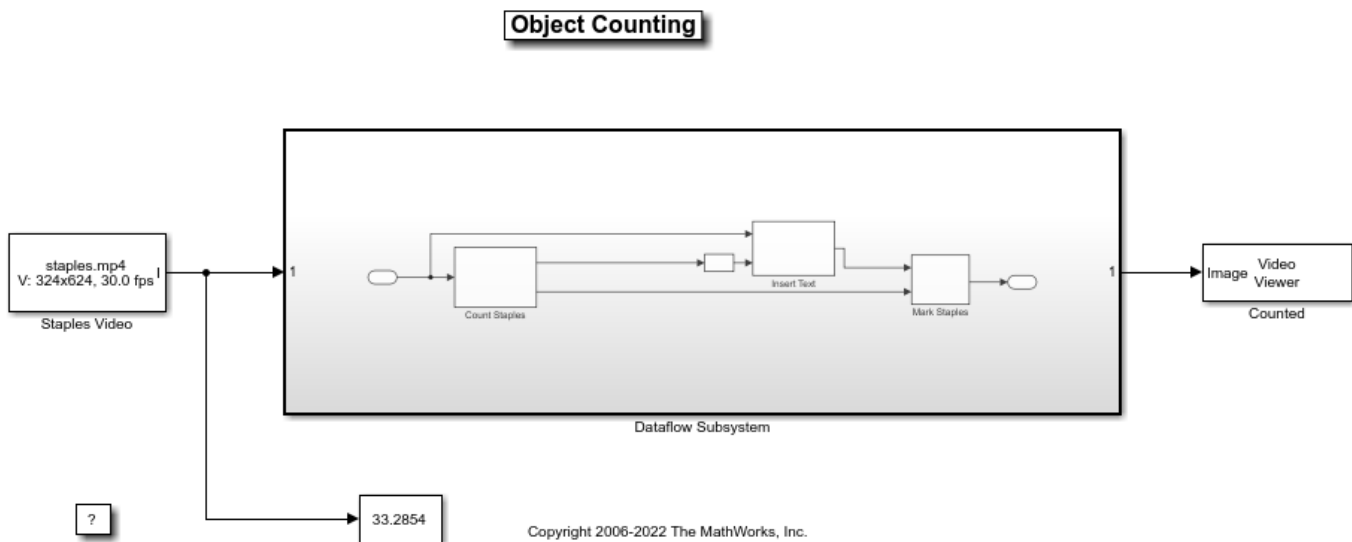 Object Counting
staples.mp4
V: 324x624, 30.0 fps
I
Staples Video
1
Count Staples
Insert Text
Mark Staples
1
Dataflow Subsystem
Image
Video
Viewer
Counted
?
33.2854
Copyright 2006-2022 The MathWorks, Inc.